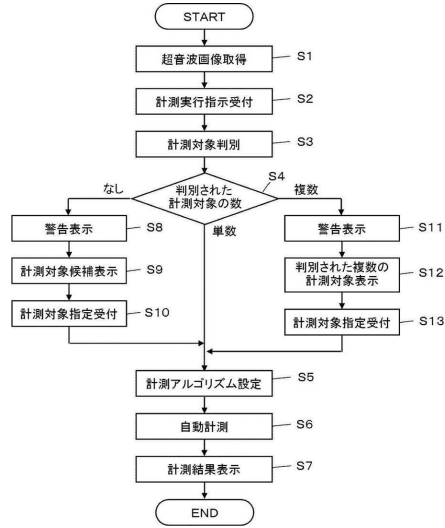 START
超音波画像取得
S1
計測実行指示受付
S2
計測対象判別
S3
S4
判別された
計測対象の数
なし
複数
単数
警告表示
S8
計測対象候補表示
S9
計測対象指定受付
S10
警告表示
S11
判別された複数の
計測対象表示
S12
計測対象指定受付
S13
計測アルゴリズム設定
S5
自動計測
S6
計測結果表示
S7
END